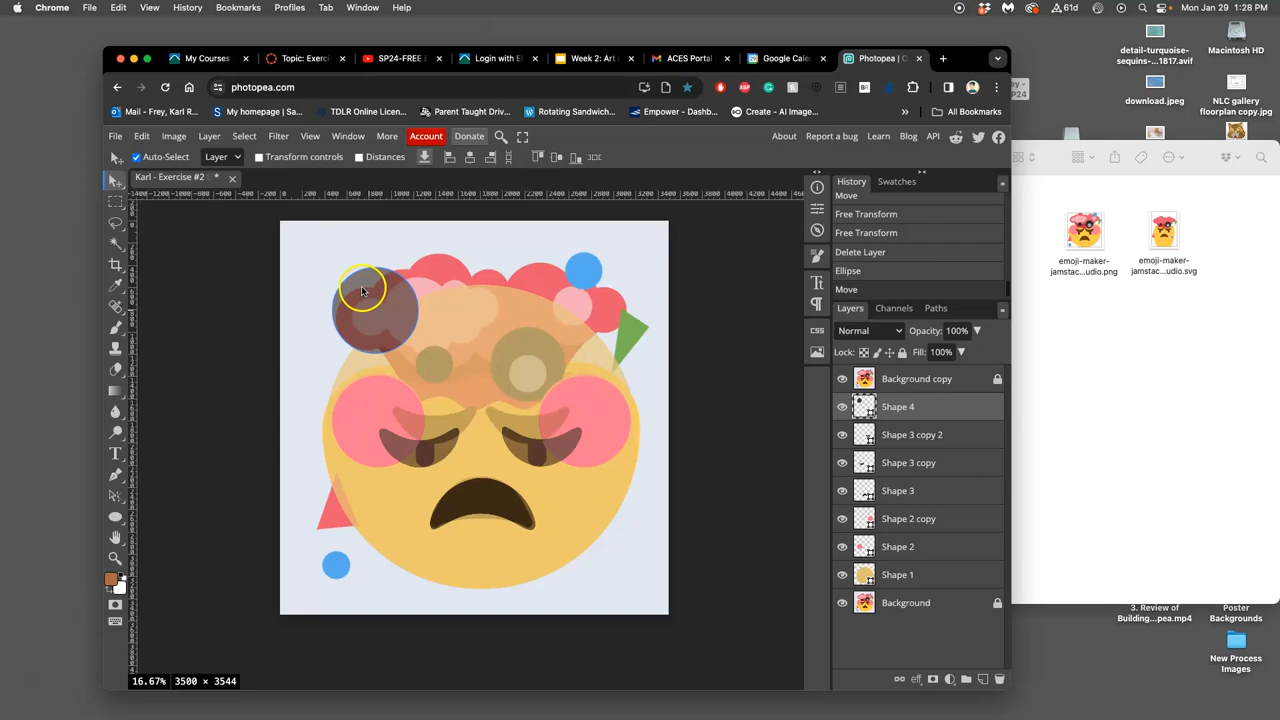 Chrome File Edit View History Bookmarks Profiles Tab Window Help 61d Mon Jan 29 1:28 PM
detail-turquoise-
sequins-...1817.avif
Macintosh HD
My Courses Topic: Exerci SP24-FREE Login with E Week 2: Art ACES Portal Google Cale Photopea | O
photopea.com
download.jpeg
NLC gallery
floorplan copy.jpg
Mail - Frey, Karl R... My homepage | Sa... TDLR Online Licen... Parent Taught Driv... Rotating Sandwich... Empower - Dashb... Create - AI Image... All Bookmarks
File Edit Image Layer Select Filter View Window More Account Donate About Report a bug Learn Blog API
Auto-Select Layer Transform controls Distances
Karl - Exercise #2 *
History Swatches
Move
Free Transform
Free Transform
Delete Layer
Ellipse
Move
Layers Channels Paths
Normal Opacity: 100%
Lock: Fill: 100%
CSS
Background copy
Shape 4
Shape 3 copy 2
Shape 3 copy
Shape 3
Shape 2 copy
Shape 2
Shape 1
Background
emoji-maker-
jamstac...udio.png
emoji-maker-
jamstac...udio.svg
3. Review of
Building...pea.mp4
Poster
Backgrounds
New Process
Images
16.67% 3500 × 3544